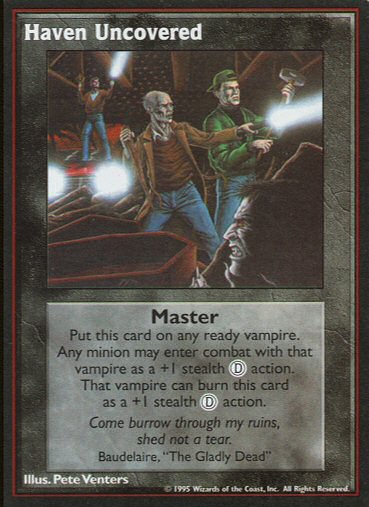 Haven Uncovered
Master
Put this card on any ready vampire.
Any minion may enter combat with that
vampire as a +1 stealth Ⓓ action.
That vampire can burn this card
as a +1 stealth Ⓓ action.
Come burrow through my ruins,
shed not a tear.
Baudelaire, "The Gladly Dead"
Illus. Pete Venters
© 1995 Wizards of the Coast, Inc. All Rights Reserved.